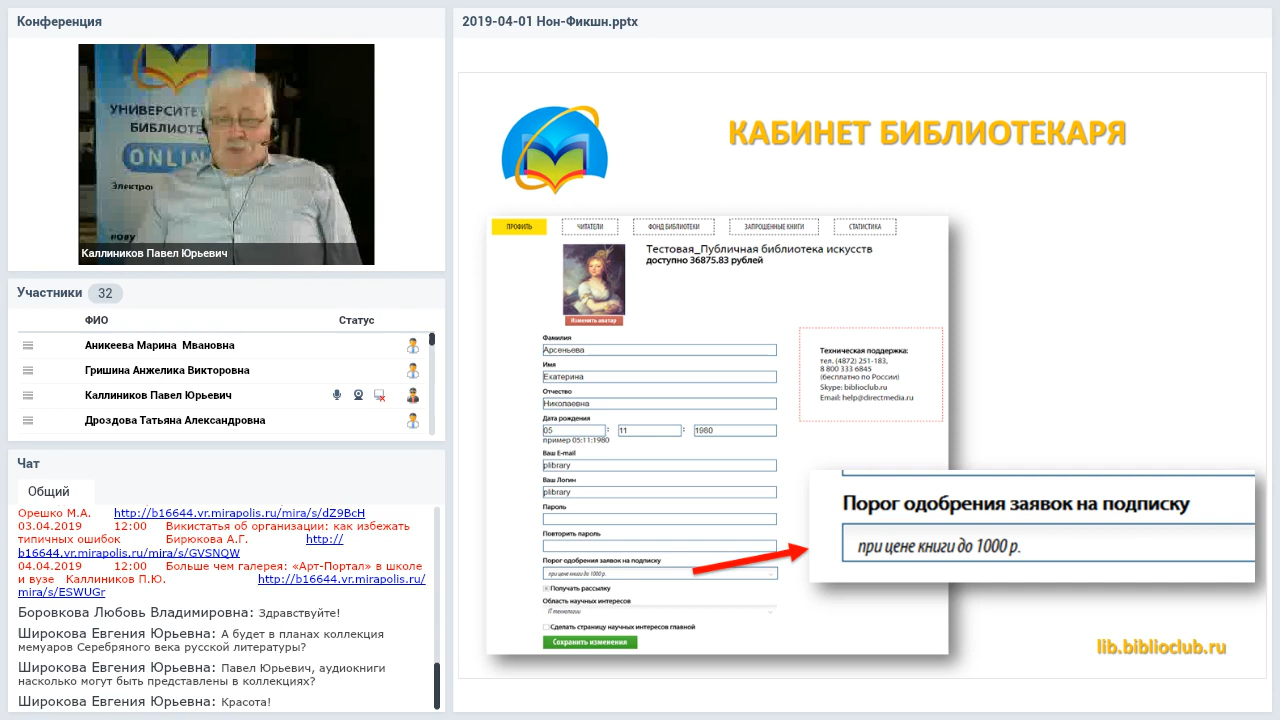 Конференция
УНИВЕРСИТЕ
БИБЛИОТ
ONLIN
Электрон
нову
Каллиников Павел Юрьевич
Участники 32
ФИО Статус
Аникеева Марина Мвановна
Гришина Анжелика Викторовна
Каллиников Павел Юрьевич
Дроздова Татьяна Александровна
Чат
Общий
Орешко М.А. http://b16644.vr.mirapolis.ru/mira/s/dZ9BcH
03.04.2019 12:00 Викистатья об организации: как избежать
типичных ошибок Бирюкова А.Г. http://
b16644.vr.mirapolis.ru/mira/s/GVSNQW
04.04.2019 12:00 Больше чем галерея: «Арт-Портал» в школе
и вузе Каллиников П.Ю. http://b16644.vr.mirapolis.ru/
mira/s/ESWUGr
Боровкова Любовь Владимировна: Здравствуйте!
Широкова Евгения Юрьевна: А будет в планах коллекция
мемуаров Серебряного века русской литературы?
Широкова Евгения Юрьевна: Павел Юрьевич, аудиокниги
насколько могут быть представлены в коллекциях?
Широкова Евгения Юрьевна: Красота!
2019-04-01 Нон-Фикшн.pptx
КАБИНЕТ БИБЛИОТЕКАРЯ
ПРОФИЛЬ ЧИТАТЕЛИ ФОНД БИБЛИОТЕКИ ЗАПРОШЕННЫЕ КНИГИ СТАТИСТИКА
Тестовая_Публичная библиотека искусств
доступно 36875.83 рублей
Изменить аватар
Фамилия
Арсеньева
Имя
Екатерина
Отчество
Николаевна
Дата рождения
05 : 11 : 1980
пример 05:11:1980
Ваш E-mail
plibrary
Ваш Логин
plibrary
Пароль
Повторить пароль
Порог одобрения заявок на подписку
при цене книги до 1000 р.
Получать рассылку
Область научных интересов
IT технологии
Сделать страницу научных интересов главной
Сохранить изменения
Техническая поддержка:
тел. (4872) 251-183,
8 800 333 6845
(бесплатно по России)
Skype: biblioclub.ru
Email: help@directmedia.ru
Порог одобрения заявок на подписку
при цене книги до 1000 р.
lib.biblioclub.ru